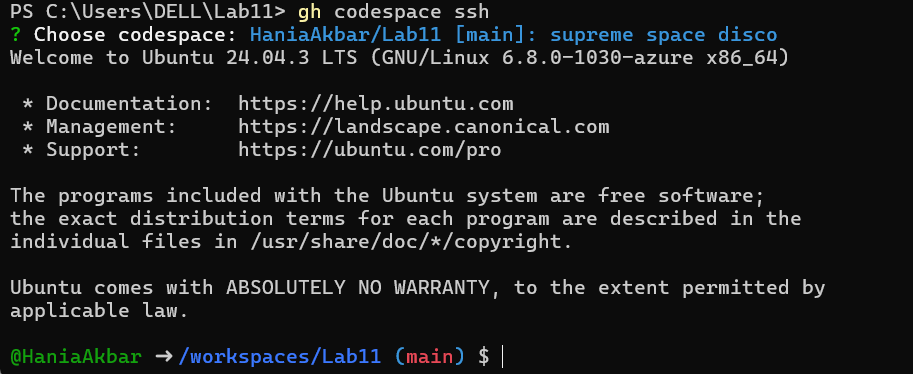 PS C:\Users\DELL\Lab11> gh codespace ssh
? Choose codespace: HaniaAkbar/Lab11 [main]: supreme space disco
Welcome to Ubuntu 24.04.3 LTS (GNU/Linux 6.8.0-1030-azure x86_64)
* Documentation: https://help.ubuntu.com
* Management: https://landscape.canonical.com
* Support: https://ubuntu.com/pro
The programs included with the Ubuntu system are free software;
the exact distribution terms for each program are described in the
individual files in /usr/share/doc/*/copyright.
Ubuntu comes with ABSOLUTELY NO WARRANTY, to the extent permitted by
applicable law.
@HaniaAkbar ➜ /workspaces/Lab11 (main) $